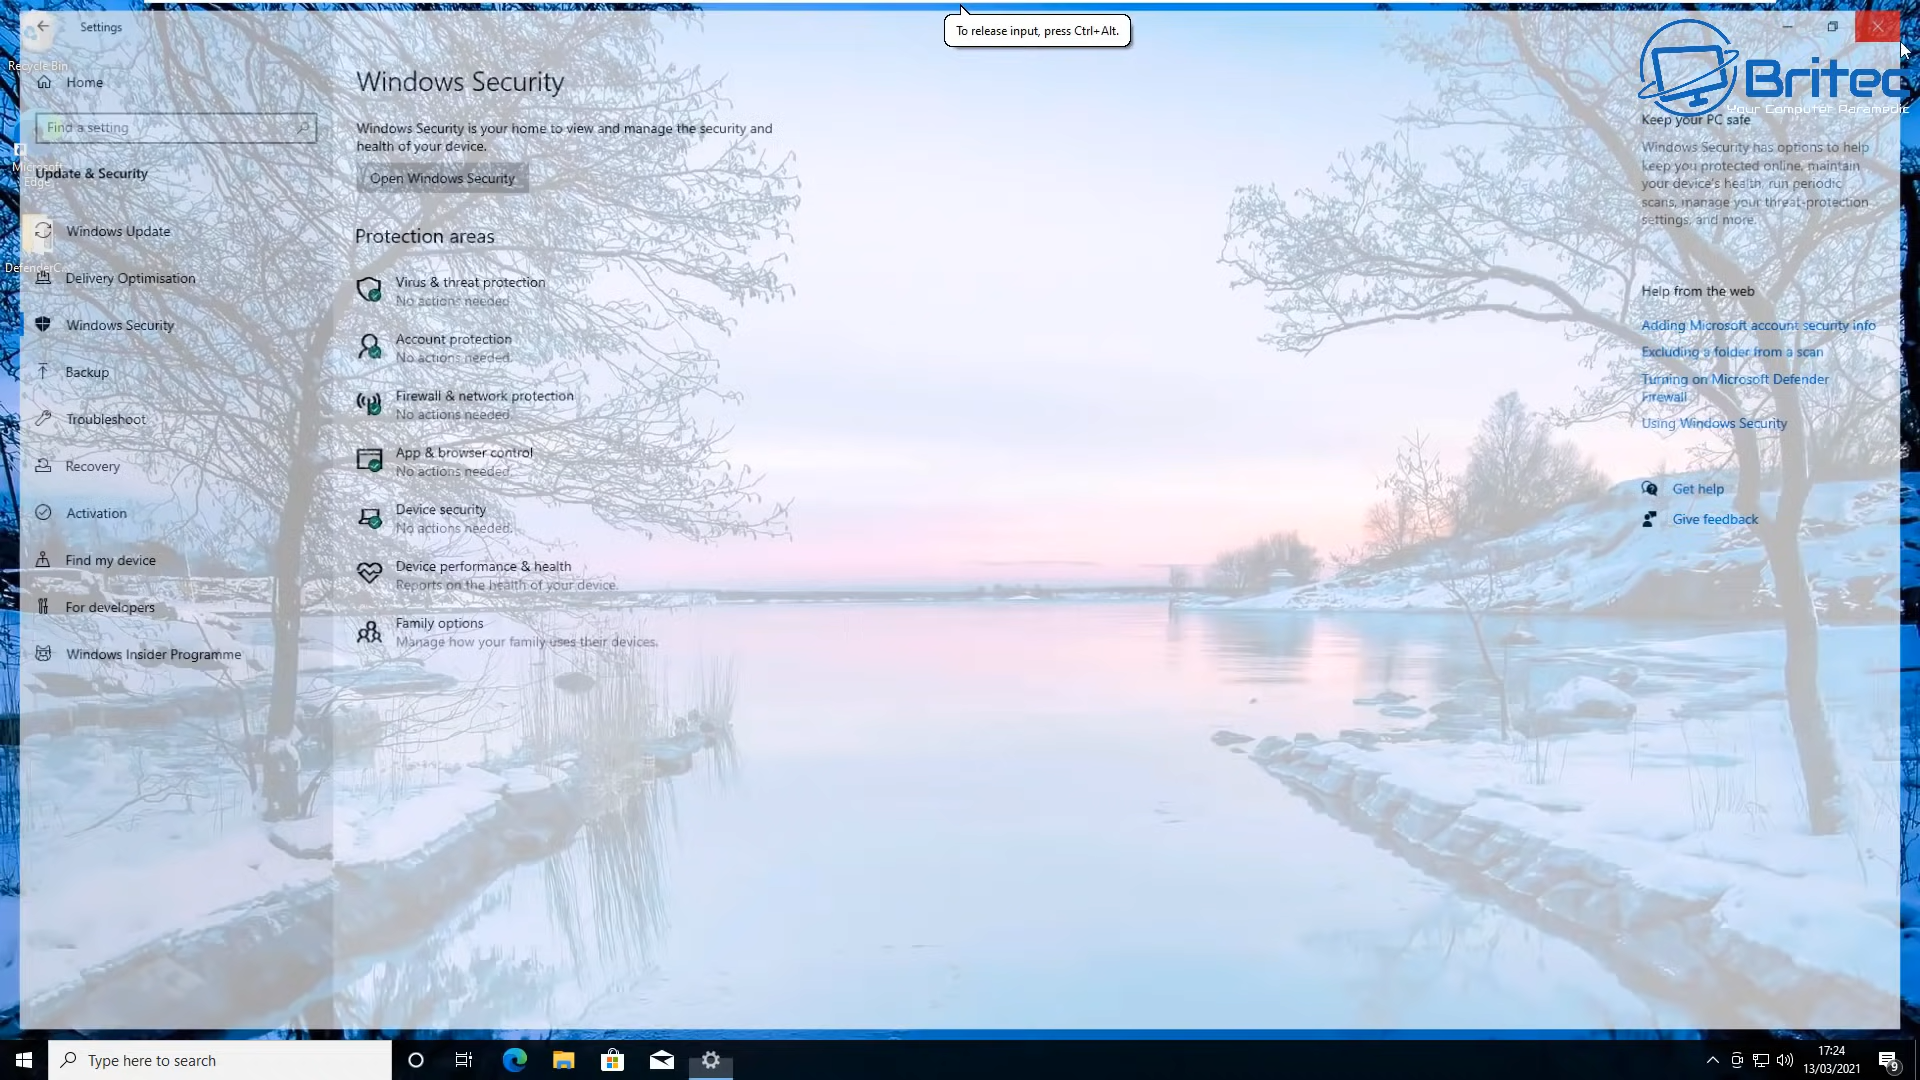 Settings
To release input, press Ctrl+Alt.
Britec
Your Computer Paramedic
Recycle Bin
Home
Windows Security
Find a setting
Windows Security is your home to view and manage the security and
health of your device.
Keep your PC safe
Windows Security has options to help
keep you protected online, maintain
your device's health, run periodic
scans, manage your threat-protection
settings, and more.
Microsoft
Edge
Update & Security
Open Windows Security
Windows Update
Protection areas
DefenderC
Delivery Optimisation
Virus & threat protection
No actions needed.
Help from the web
Windows Security
Account protection
No actions needed.
Adding Microsoft account security info
Excluding a folder from a scan
Backup
Turning on Microsoft Defender
Firewall
Firewall & network protection
No actions needed.
Troubleshoot
Using Windows Security
App & browser control
No actions needed.
Recovery
Get help
Activation
Device security
No actions needed.
Give feedback
Find my device
Device performance & health
Reports on the health of your device.
For developers
Family options
Manage how your family uses their devices.
Windows Insider Programme
Type here to search
17:24
13/03/2021
9